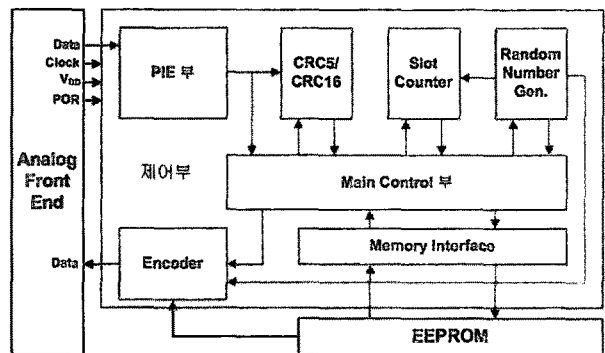 Data
Clock
VDD
POR
PIE 부
CRC5/
CRC16
Slot
Counter
Random
Number
Gen.
Analog
Front
End
제어부
Main Control 부
Data
Encoder
Memory Interface
EEPROM